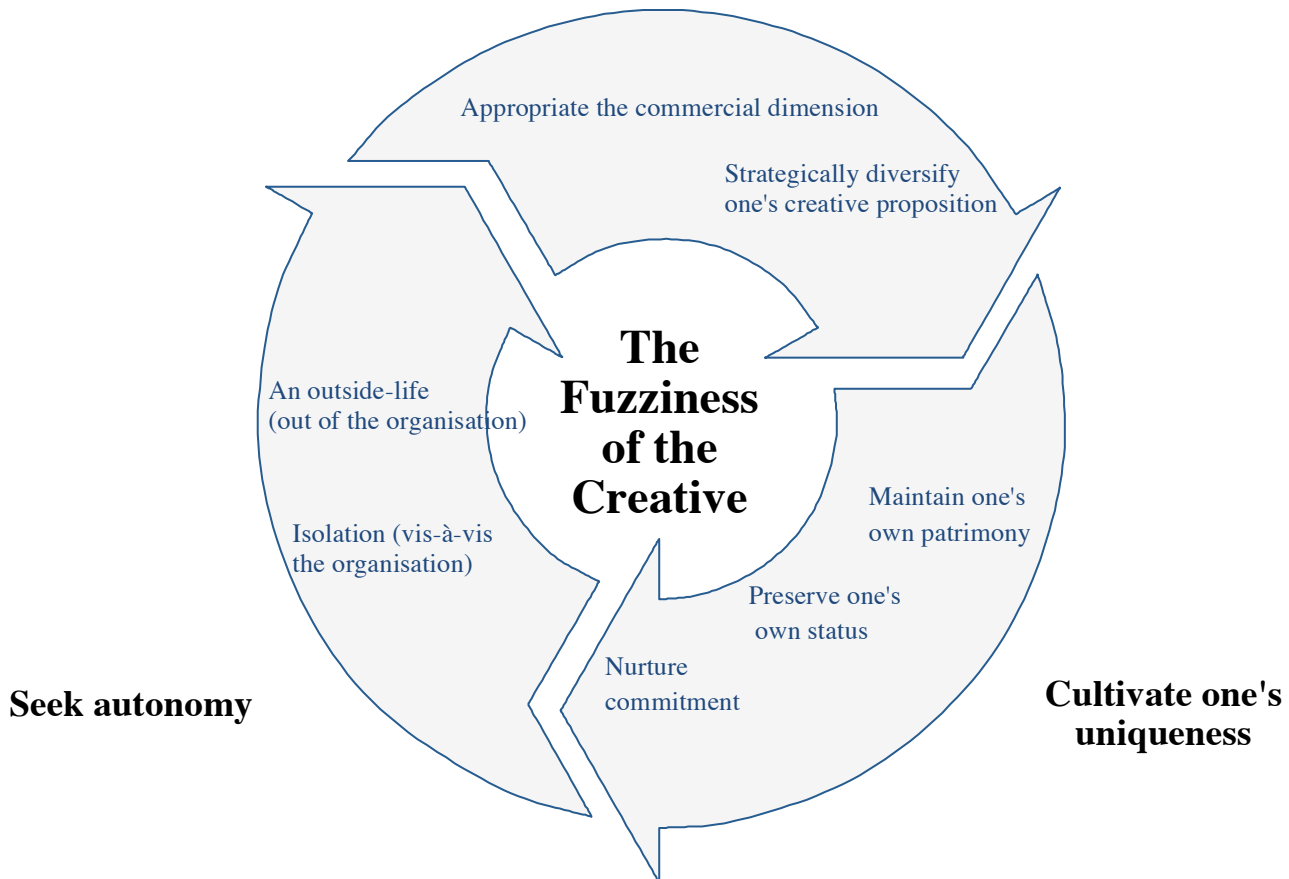 Appropriate the commercial dimension
Strategically diversify
one's creative proposition
The
Fuzziness
of the
Creative
An outside-life
(out of the organisation)
Isolation (vis-à-vis
the organisation)
Maintain one's
own patrimony
Preserve one's
own status
Nurture
commitment
Seek autonomy
Cultivate one's
uniqueness